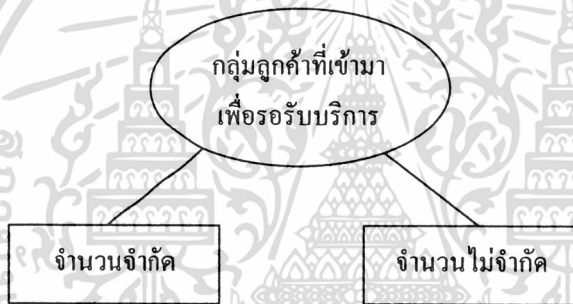 กลุ่มลูกค้าที่เข้ามา
เพื่อรอรับบริการ
จำนวนจำกัด
จำนวนไม่จำกัด